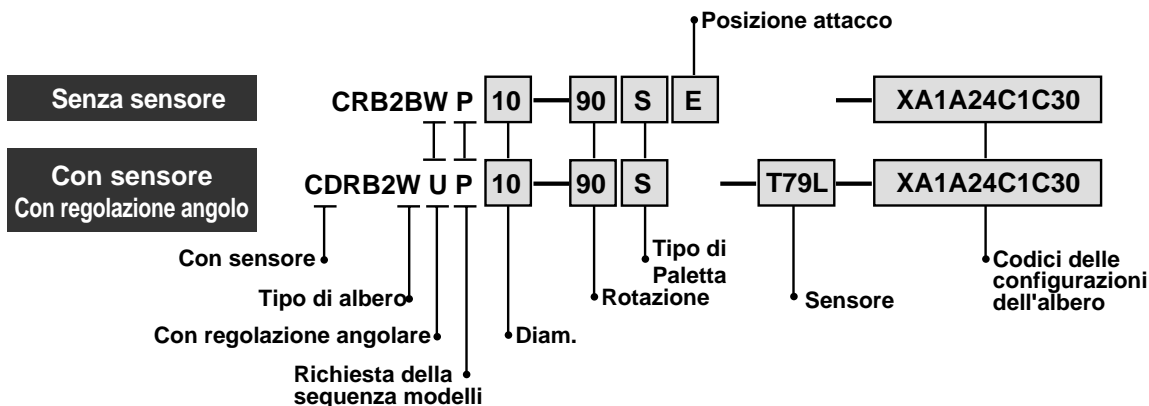 Posizione attacco
Senza sensore CRB2BW P 10 — 90 S E — XA1A24C1C30
Con sensore
Con regolazione angolo
CDRB2W U P 10 — 90 S — T79L — XA1A24C1C30
Con sensore
Tipo di Paletta
Codici delle
configurazioni
dell'albero
Tipo di albero
Rotazione
Sensore
Con regolazione angolare
Diam.
Richiesta della
sequenza modelli